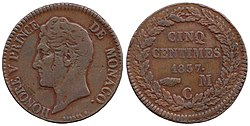 HONORE V PRINCE DE MONACO.
CINQ
CENTIMES
1837.
M
C